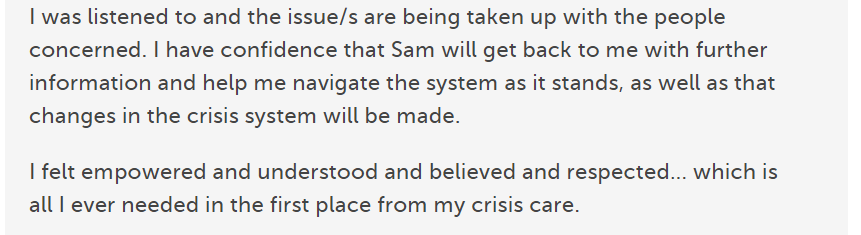 I was listened to and the issue/s are being taken up with the people
concerned. I have confidence that Sam will get back to me with further
information and help me navigate the system as it stands, as well as that
changes in the crisis system will be made.
I felt empowered and understood and believed and respected... which is
all I ever needed in the first place from my crisis care.